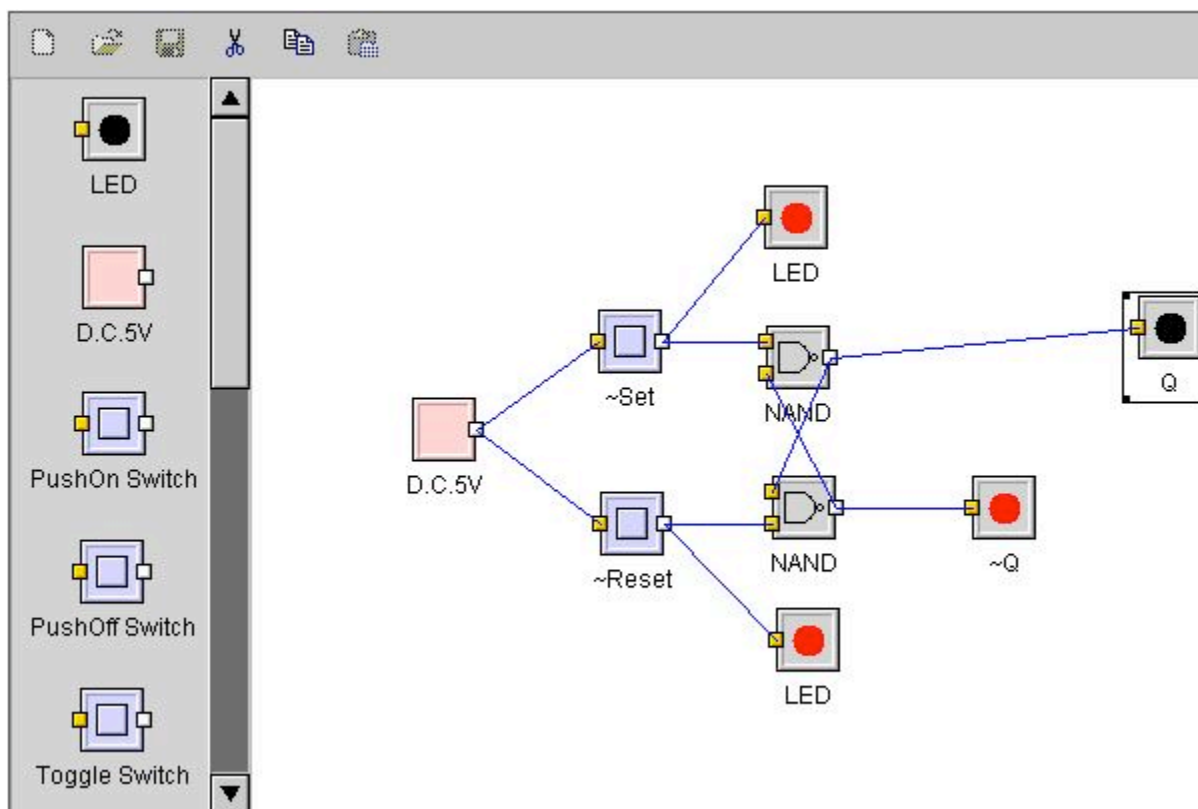 LED
D.C.5V
PushOn Switch
PushOff Switch
Toggle Switch
LED
~Set
NAND
Q
D.C.5V
~Reset
NAND
~Q
LED